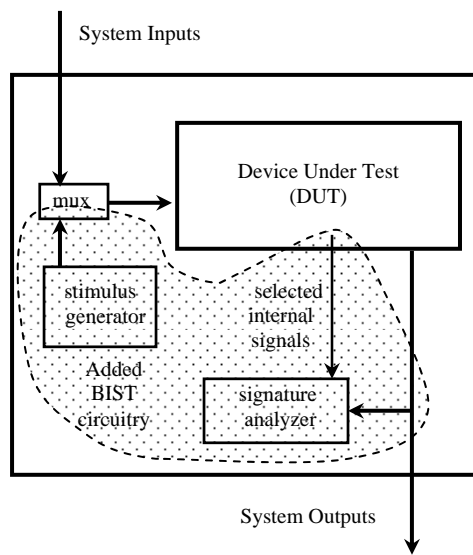 System Inputs
Device Under Test
(DUT)
mux
stimulus
generator
selected
internal
signals
Added
BIST
circuitry
signature
analyzer
System Outputs